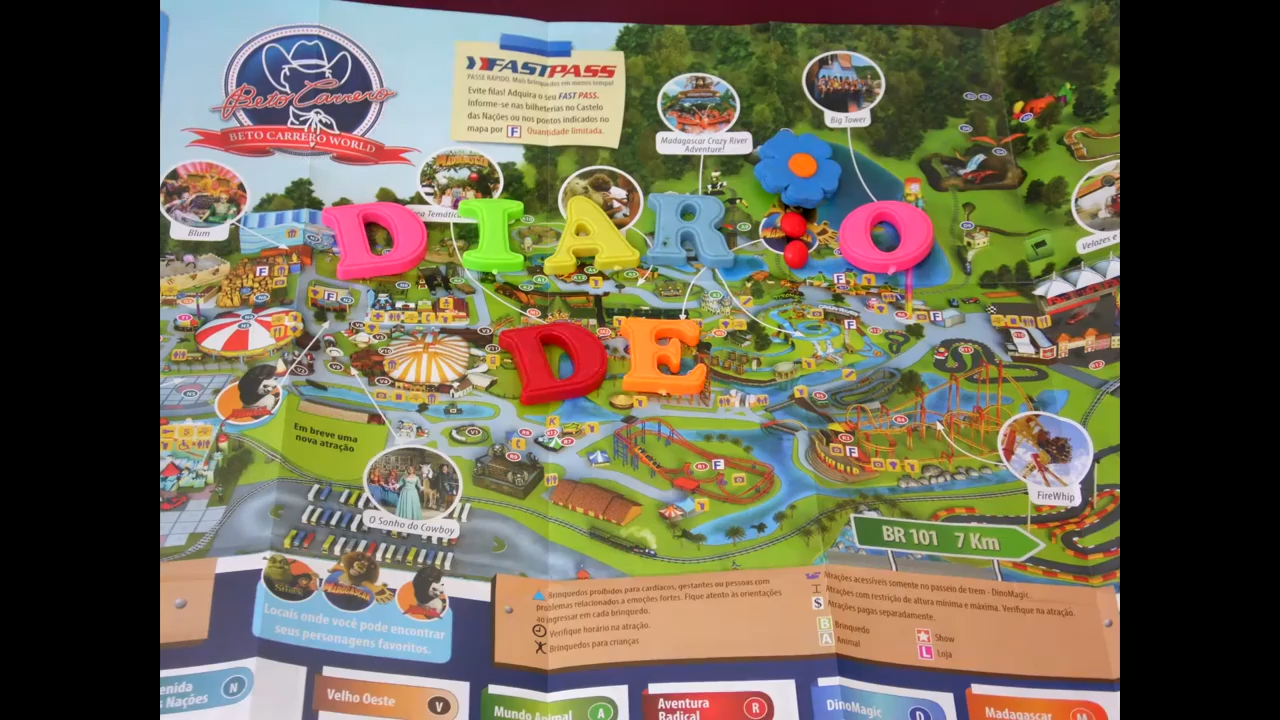 Beto Carrero
BETO CARRERO WORLD
FASTPASS
PASSE RÁPIDO. Mais brinquedos em menos tempo!
Evite filas! Adquira o seu FAST PASS.
Informe-se nas bilheterias no Castelo
das Nações ou nos pontos indicados no
mapa por F Quantidade limitada.
Big Tower
Madagascar Crazy River
Adventure!
Blum
Temátic
Velozes e
DIAR:O
DE
Em breve uma
nova atração
O Sonho do Cowboy
FireWhip
BR 101 7 Km
MADAGASCAR
Locais onde você pode encontrar
seus personagens favoritos.
Brinquedos proibidos para cardíacos, gestantes ou pessoas com
problemas relacionados a emoções fortes. Fique atento às orientações
ao ingressar em cada brinquedo.
Verifique horário na atração.
Brinquedos para crianças
Atrações acessíveis somente no passeio de trem - DinoMagic.
Atrações com restrição de altura mínima e máxima. Verifique na atração.
$ Atrações pagas separadamente.
B Brinquedo
A Animal
Show
L Loja
enida
s Nações N
Velho Oeste V
Mundo Animal A
Aventura
Radical R
DinoMagic D
Madagascar M